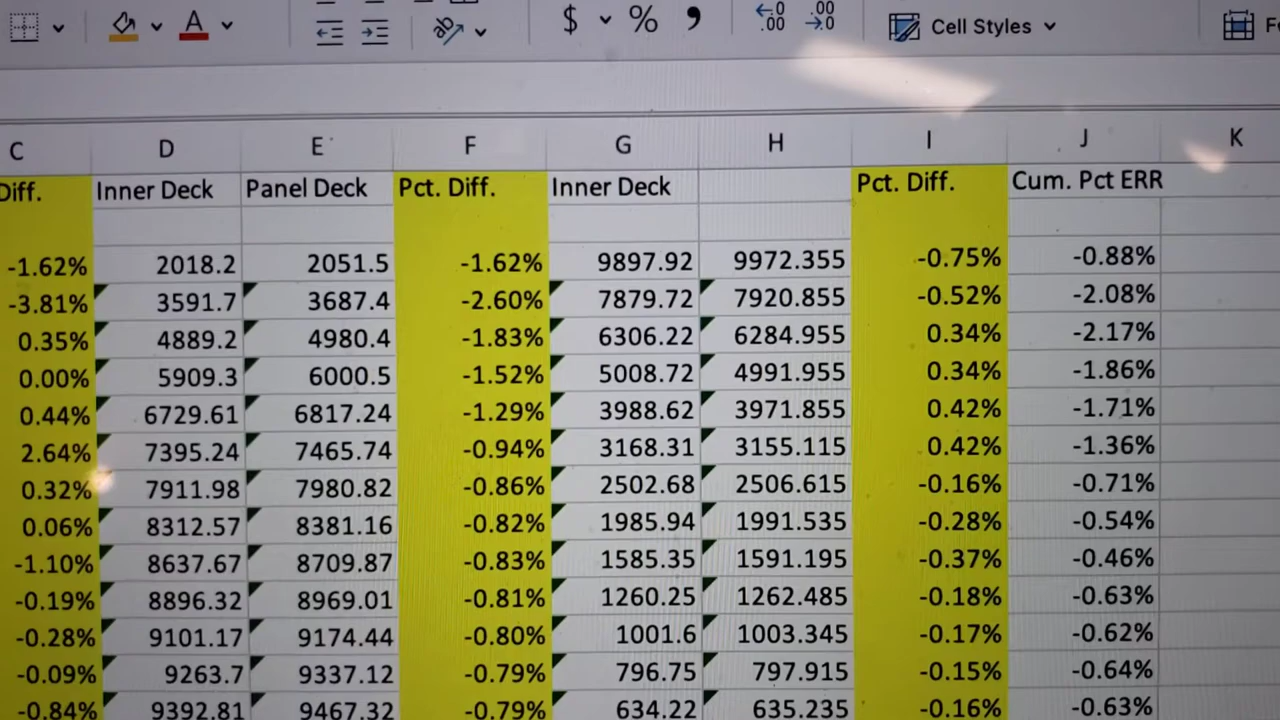 $ % ,
Cell Styles
C D E F G H I J K
Diff. Inner Deck Panel Deck Pct. Diff. Inner Deck Pct. Diff. Cum. Pct ERR
-1.62% 2018.2 2051.5 -1.62% 9897.92 9972.355 -0.75% -0.88%
-3.81% 3591.7 3687.4 -2.60% 7879.72 7920.855 -0.52% -2.08%
0.35% 4889.2 4980.4 -1.83% 6306.22 6284.955 0.34% -2.17%
0.00% 5909.3 6000.5 -1.52% 5008.72 4991.955 0.34% -1.86%
0.44% 6729.61 6817.24 -1.29% 3988.62 3971.855 0.42% -1.71%
2.64% 7395.24 7465.74 -0.94% 3168.31 3155.115 0.42% -1.36%
0.32% 7911.98 7980.82 -0.86% 2502.68 2506.615 -0.16% -0.71%
0.06% 8312.57 8381.16 -0.82% 1985.94 1991.535 -0.28% -0.54%
-1.10% 8637.67 8709.87 -0.83% 1585.35 1591.195 -0.37% -0.46%
-0.19% 8896.32 8969.01 -0.81% 1260.25 1262.485 -0.18% -0.63%
-0.28% 9101.17 9174.44 -0.80% 1001.6 1003.345 -0.17% -0.62%
-0.09% 9263.7 9337.12 -0.79% 796.75 797.915 -0.15% -0.64%
-0.84% 9392.81 9467.32 -0.79% 634.22 635.235 -0.16% -0.63%